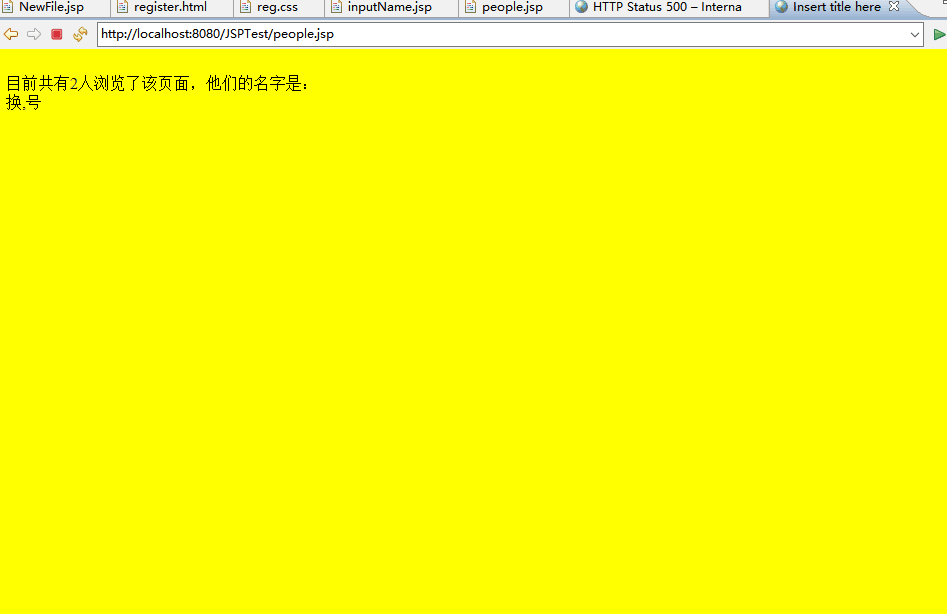 NewFile.jsp register.html reg.css inputName.jsp people.jsp HTTP Status 500 – Interna Insert title here
http://localhost:8080/JSPTest/people.jsp
目前共有2人浏览了该页面，他们的名字是：
换,号